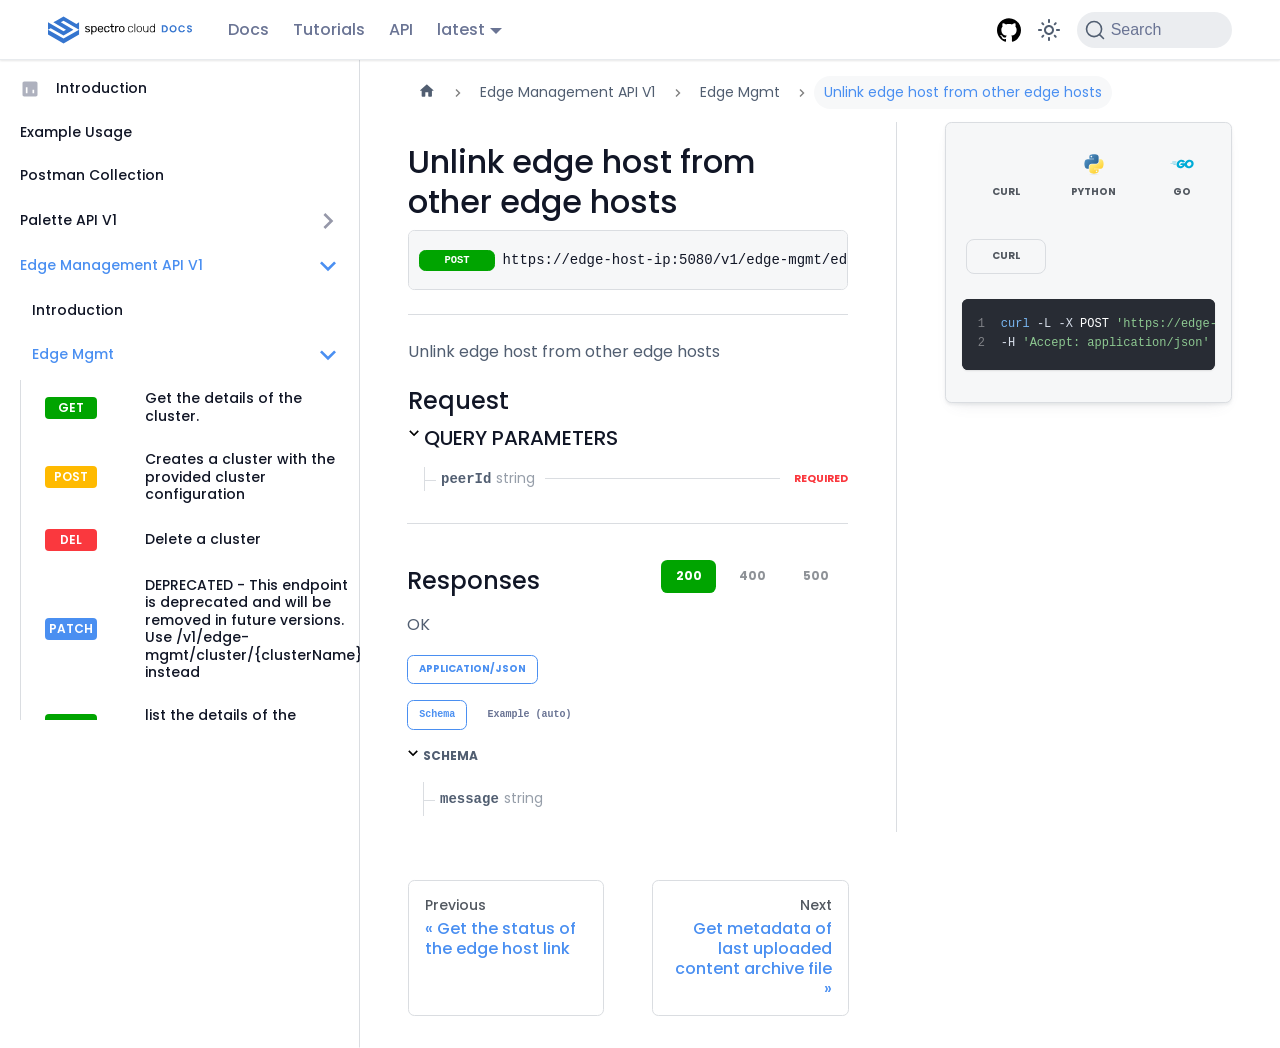 spectro cloud DOCS
Docs
Tutorials
API
latest
Search
Introduction
Example Usage
Postman Collection
Palette API V1
Edge Management API V1
Introduction
Edge Mgmt
GET
Get the details of the
cluster.
POST
Creates a cluster with the
provided cluster
configuration
DEL
Delete a cluster
PATCH
DEPRECATED - This endpoint
is deprecated and will be
removed in future versions.
Use /v1/edge-
mgmt/cluster/{clusterName}
instead
list the details of the
Edge Management API V1
Edge Mgmt
Unlink edge host from other edge hosts
Unlink edge host from
other edge hosts
POST https://edge-host-ip:5080/v1/edge-mgmt/ed
Unlink edge host from other edge hosts
Request
QUERY PARAMETERS
peerId string REQUIRED
Responses
200
400
500
OK
APPLICATION/JSON
Schema
Example (auto)
SCHEMA
message string
Previous
« Get the status of
the edge host link
Next
Get metadata of
last uploaded
content archive file
»
CURL
PYTHON
GO
CURL
1 curl -L -X POST 'https://edge-
2 -H 'Accept: application/json'